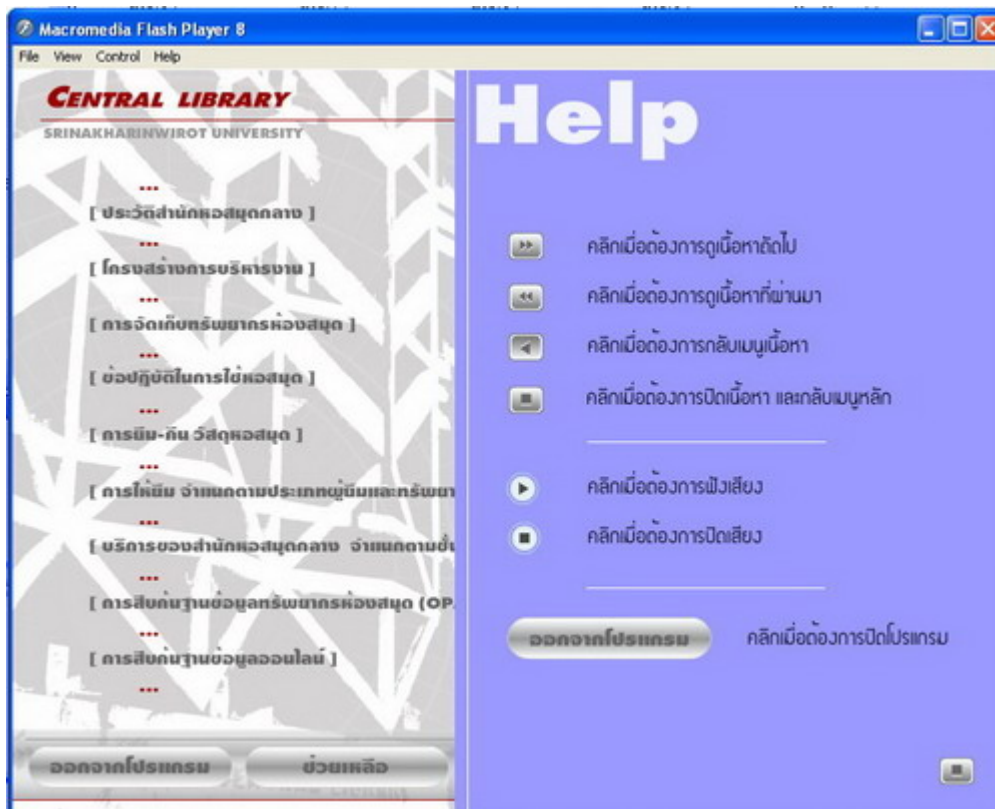 Macromedia Flash Player 8
File View Control Help
CENTRAL LIBRARY
SRINAKHARINWIROT UNIVERSITY
...
[ ประวัติสำนักหอสมุดกลาง ]
...
[ โครงสร้างการบริหารงาน ]
...
[ การจัดเก็บทรัพยากรห้องสมุด ]
...
[ ข้อปฏิบัติในการใช้หอสมุด ]
...
[ การยืม-คืน วัสดุหอสมุด ]
...
[ การให้ยืม จำแนกตามประเภทผู้ยืมและทรัพยา
...
[ บริการของสำนักหอสมุดกลาง จำแนกตามชั้น
...
[ การสืบค้นฐานข้อมูลทรัพยากรห้องสมุด (OPA
...
[ การสืบค้นฐานข้อมูลออนไลน์ ]
...
ออกจากโปรแกรม
ช่วยเหลือ
Help
คลิกเมื่อต้องการดูเนื้อหาถัดไป
คลิกเมื่อต้องการดูเนื้อหาที่ผ่านมา
คลิกเมื่อต้องการกลับเมนูเนื้อหา
คลิกเมื่อต้องการปิดเนื้อหา และกลับเมนูหลัก
คลิกเมื่อต้องการฟังเสียง
คลิกเมื่อต้องการปิดเสียง
ออกจากโปรแกรม คลิกเมื่อต้องการปิดโปรแกรม